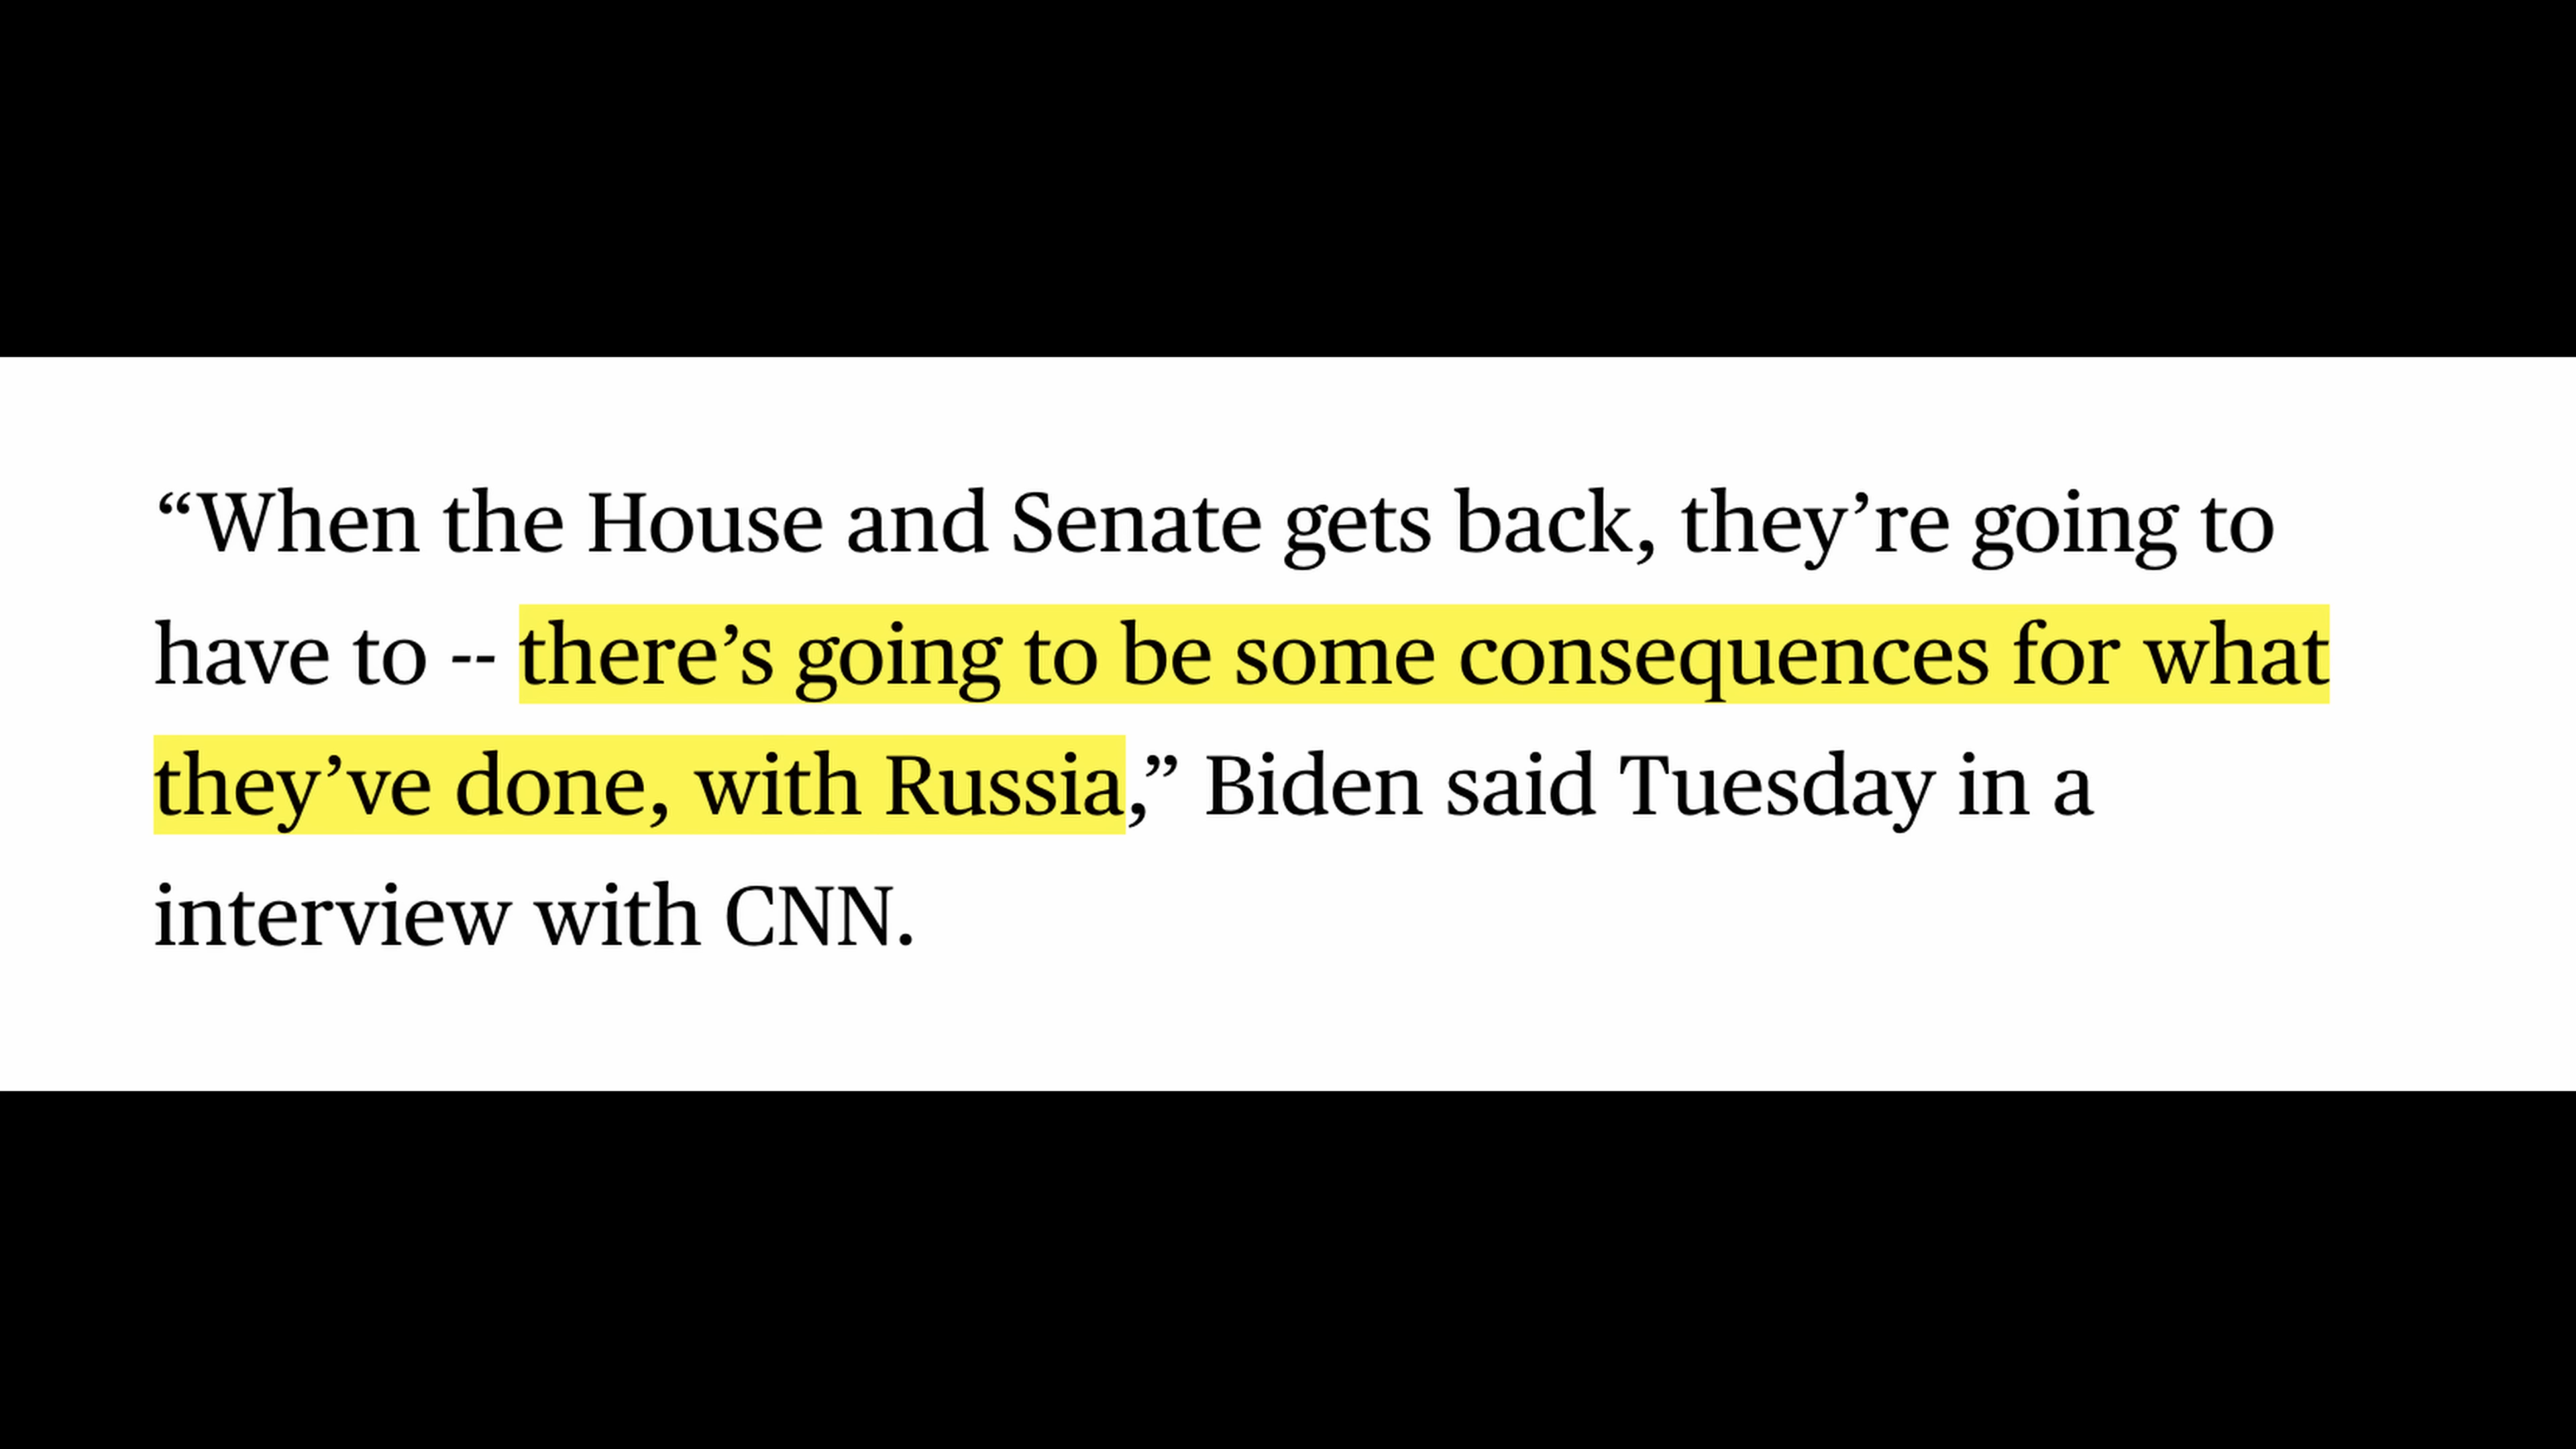 “When the House and Senate gets back, they’re going to
have to -- there’s going to be some consequences for what
they’ve done, with Russia,” Biden said Tuesday in a
interview with CNN.